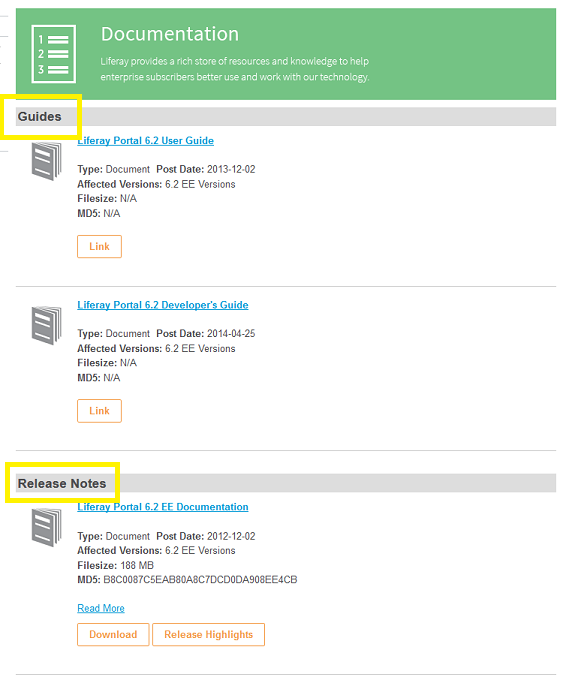 1
2
3
Documentation
Liferay provides a rich store of resources and knowledge to help
enterprise subscribers better use and work with our technology.
Guides
Liferay Portal 6.2 User Guide
Type: Document Post Date: 2013-12-02
Affected Versions: 6.2 EE Versions
Filesize: N/A
MD5: N/A
Link
Liferay Portal 6.2 Developer's Guide
Type: Document Post Date: 2014-04-25
Affected Versions: 6.2 EE Versions
Filesize: N/A
MD5: N/A
Link
Release Notes
Liferay Portal 6.2 EE Documentation
Type: Document Post Date: 2012-12-02
Affected Versions: 6.2 EE Versions
Filesize: 188 MB
MD5: B8C0087C5EAB80A8C7DCD0DA908EE4CB
Read More
Download Release Highlights